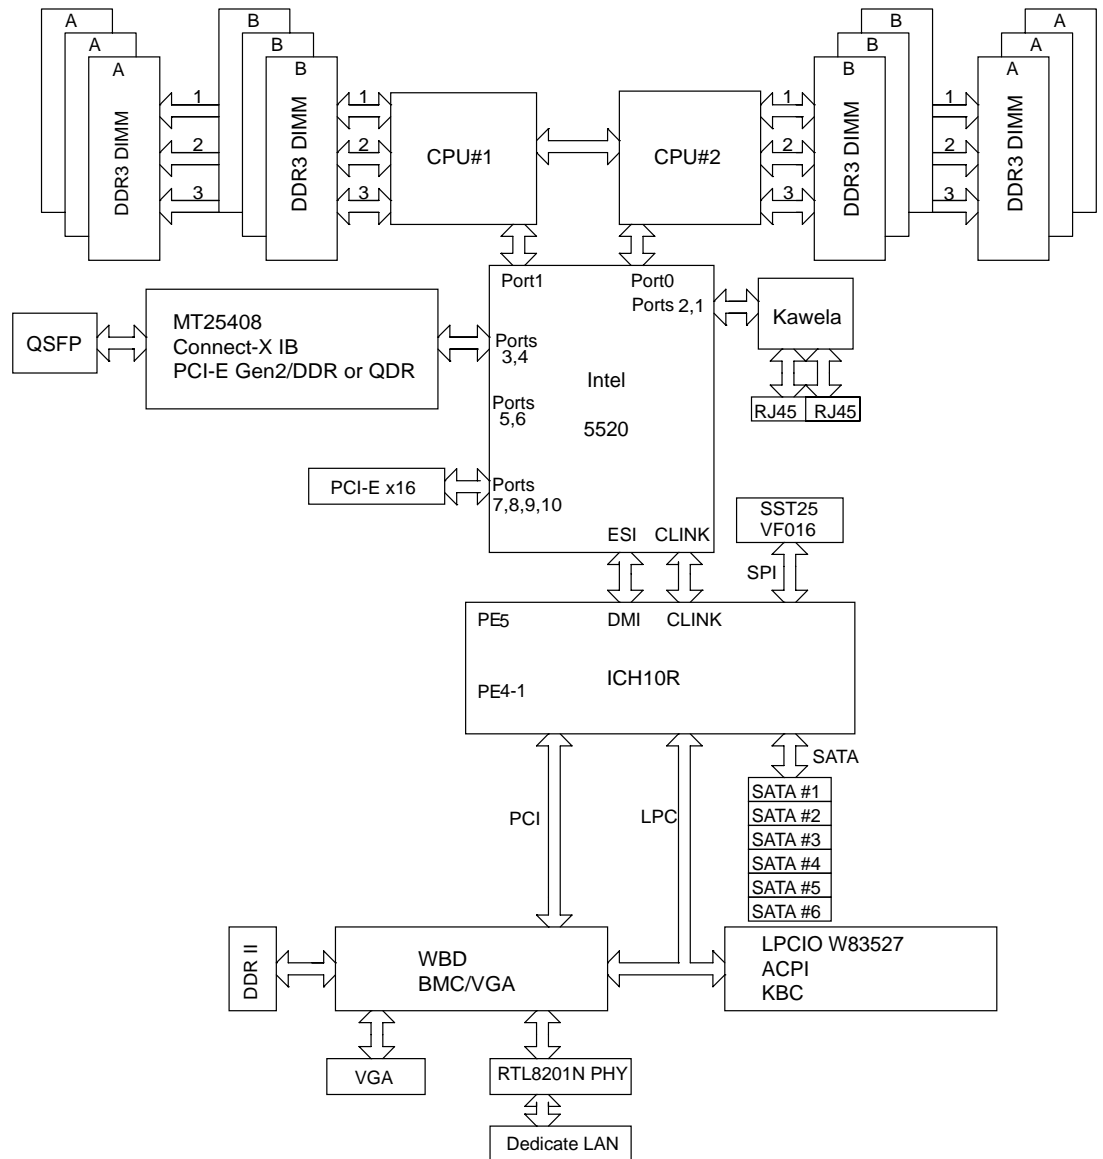 A
B
B
A
A
B
B
A
A
B
B
A
1
1
1
1
2
2
2
2
3
3
3
3
DDR3 DIMM
DDR3 DIMM
CPU#1
CPU#2
DDR3 DIMM
DDR3 DIMM
Port1
Port0
Ports 2,1
Kawela
RJ45
RJ45
QSFP
MT25408
Connect-X IB
PCI-E Gen2/DDR or QDR
Ports
3,4
Intel
5520
Ports
5,6
PCI-E x16
Ports
7,8,9,10
ESI
CLINK
SST25
VF016
SPI
PE5
DMI
CLINK
ICH10R
PE4-1
SATA
PCI
LPC
SATA #1
SATA #2
SATA #3
SATA #4
SATA #5
SATA #6
DDR II
WBD
BMC/VGA
LPCIO W83527
ACPI
KBC
VGA
RTL8201N PHY
Dedicate LAN